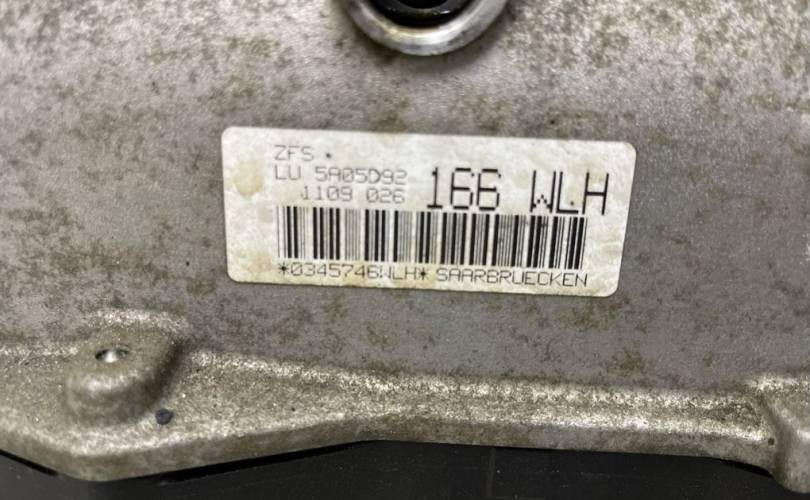 ZFS
LU 5A05D92
1109 026
166 WLH
*0345746WLH* SAARBRUECKEN